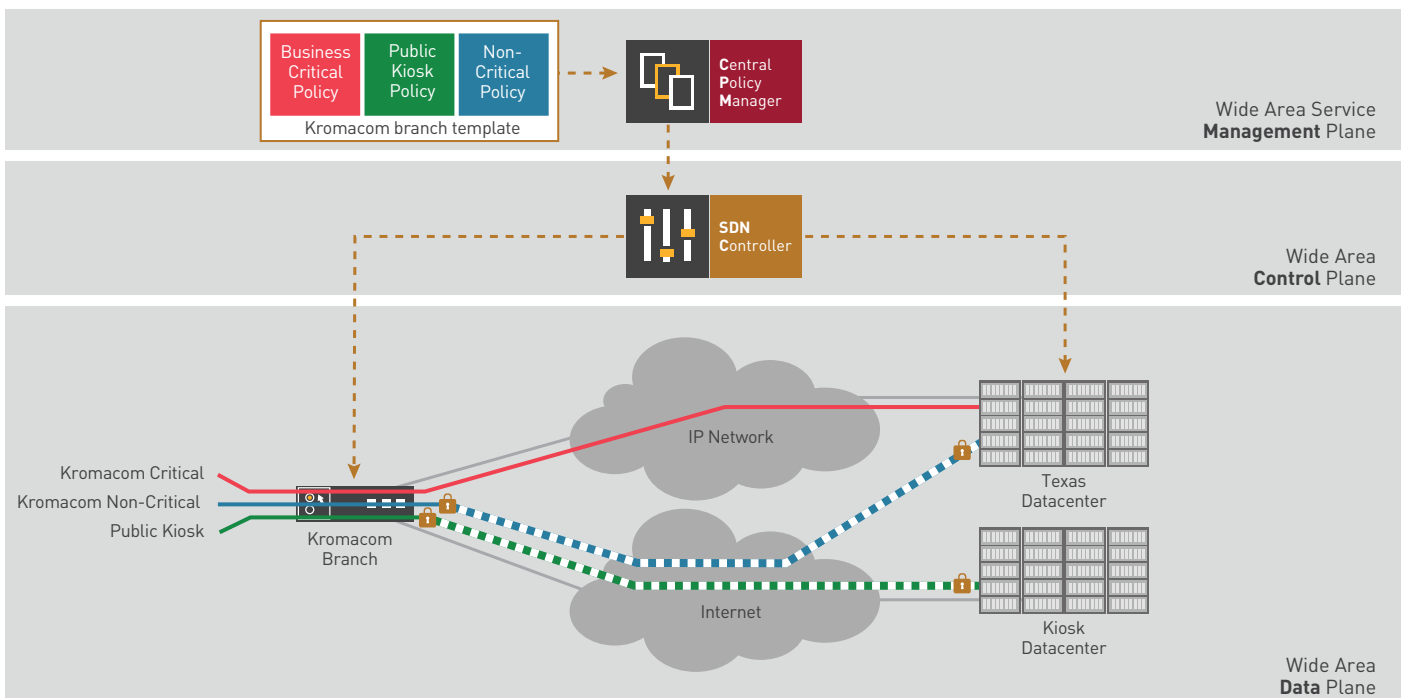 Business
Critical
Policy
Public
Kiosk
Policy
Non-
Critical
Policy
Kromacom branch template
Central
Policy
Manager
Wide Area Service
Management Plane
SDN
Controller
Wide Area
Control Plane
IP Network
Kromacom Critical
Kromacom Non-Critical
Public Kiosk
Kromacom
Branch
Texas
Datacenter
Internet
Kiosk
Datacenter
Wide Area
Data Plane